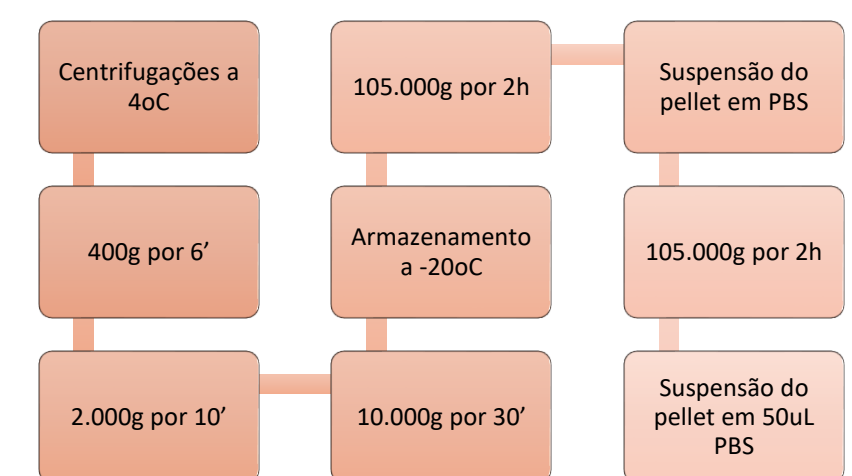 Centrifugações a
4oC
400g por 6’
2.000g por 10’
10.000g por 30’
Armazenamento
a -20oC
105.000g por 2h
Suspensão do
pellet em PBS
105.000g por 2h
Suspensão do
pellet em 50uL
PBS